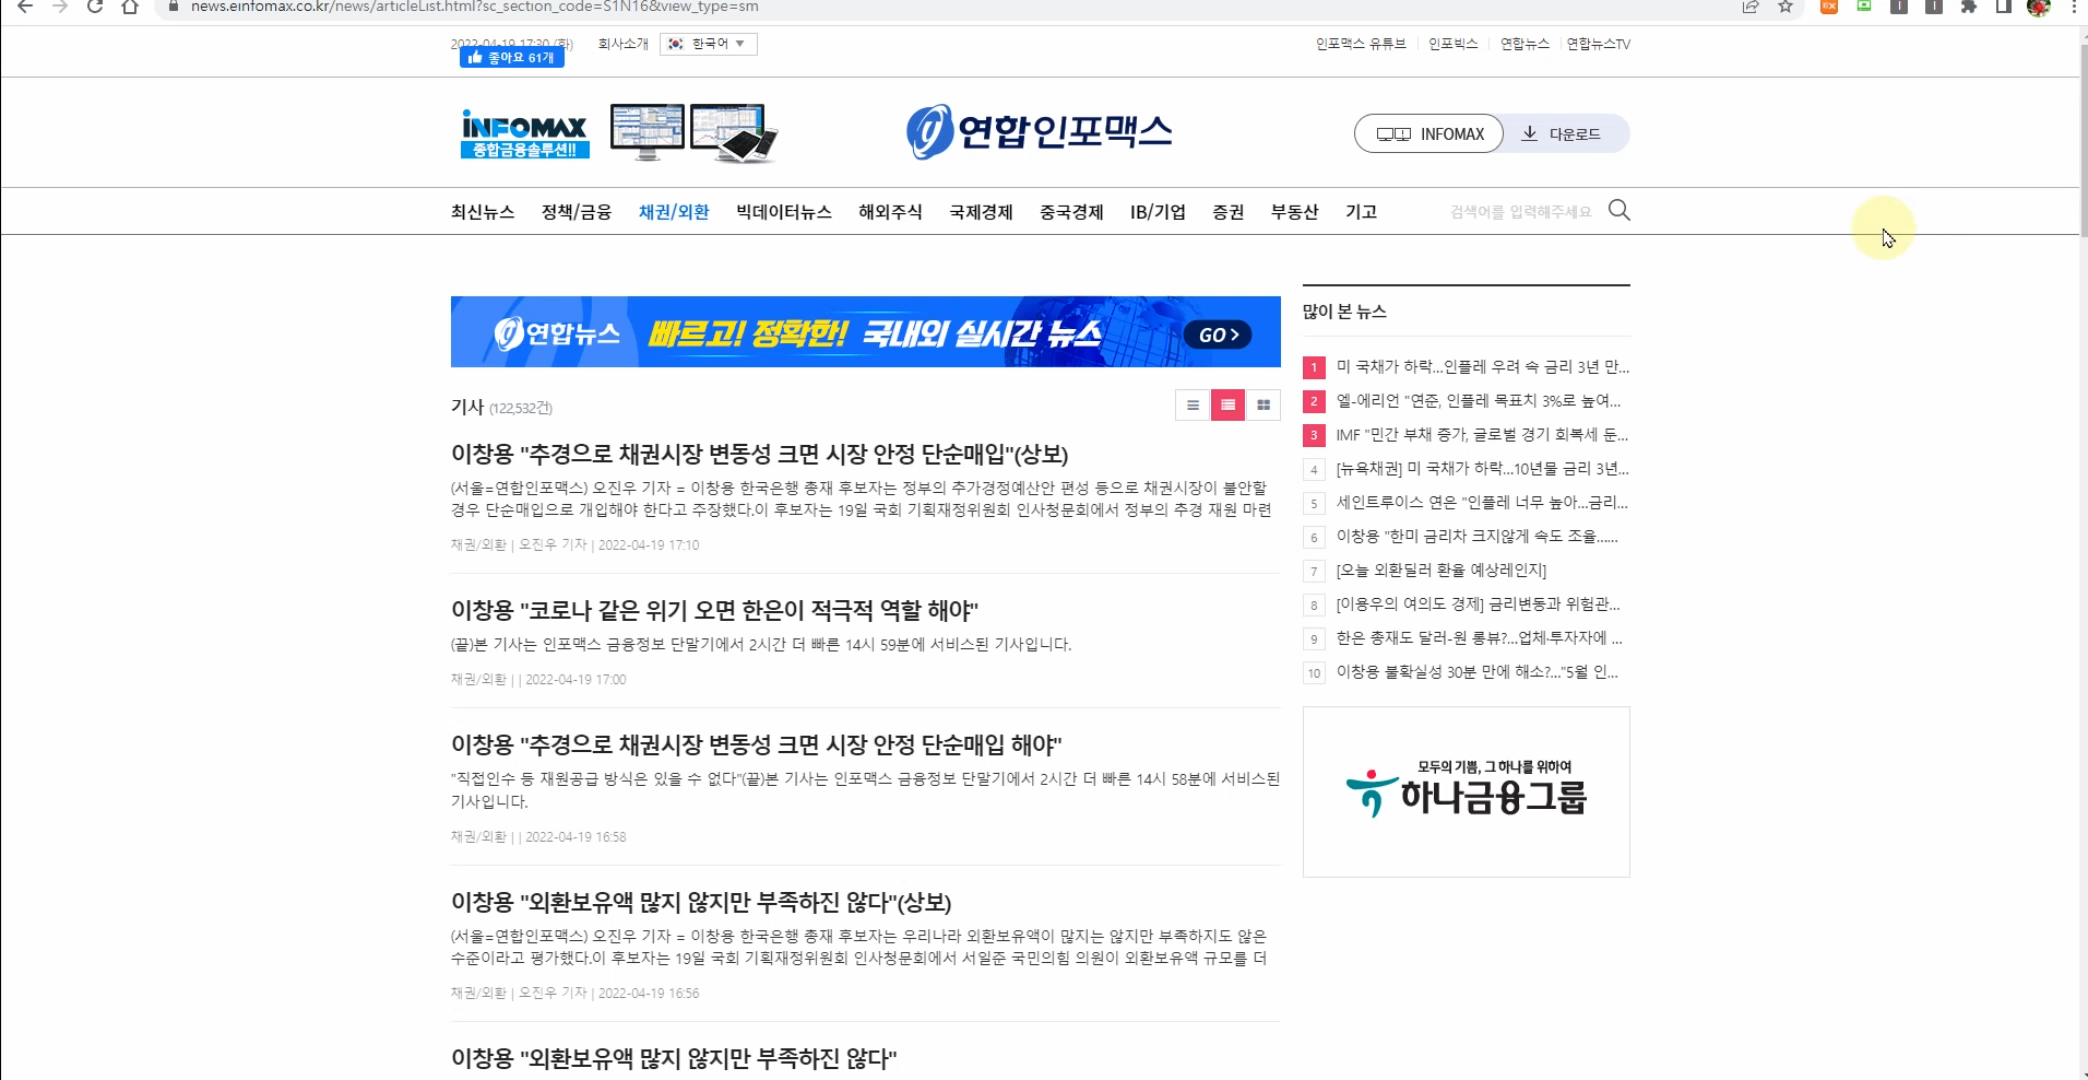 news.einfomax.co.kr/news/articleList.html?sc_section_code=S1N16&view_type=sm
2022-04-19 17:30 (화)
회사소개
한국어
인포맥스 유튜브
인포빅스
연합뉴스
연합뉴스TV
좋아요 61개
INFOMAX
종합금융솔루션!!
연합인포맥스
INFOMAX
다운로드
최신뉴스
정책/금융
채권/외환
빅데이터뉴스
해외주식
국제경제
중국경제
IB/기업
증권
부동산
기고
검색어를 입력해주세요
연합뉴스 빠르고! 정확한! 국내외 실시간 뉴스 GO >
기사 (122,532건)
이창용 "추경으로 채권시장 변동성 크면 시장 안정 단순매입"(상보)
(서울=연합인포맥스) 오진우 기자 = 이창용 한국은행 총재 후보자는 정부의 추가경정예산안 편성 등으로 채권시장이 불안할
경우 단순매입으로 개입해야 한다고 주장했다.이 후보자는 19일 국회 기획재정위원회 인사청문회에서 정부의 추경 재원 마련
채권/외환 | 오진우 기자 | 2022-04-19 17:10
이창용 "코로나 같은 위기 오면 한은이 적극적 역할 해야"
(끝)본 기사는 인포맥스 금융정보 단말기에서 2시간 더 빠른 14시 59분에 서비스된 기사입니다.
채권/외환 | | 2022-04-19 17:00
이창용 "추경으로 채권시장 변동성 크면 시장 안정 단순매입 해야"
"직접인수 등 재원공급 방식은 있을 수 없다"(끝)본 기사는 인포맥스 금융정보 단말기에서 2시간 더 빠른 14시 58분에 서비스된
기사입니다.
채권/외환 | | 2022-04-19 16:58
이창용 "외환보유액 많지 않지만 부족하진 않다"(상보)
(서울=연합인포맥스) 오진우 기자 = 이창용 한국은행 총재 후보자는 우리나라 외환보유액이 많지는 않지만 부족하지도 않은
수준이라고 평가했다.이 후보자는 19일 국회 기획재정위원회 인사청문회에서 서일준 국민의힘 의원이 외환보유액 규모를 더
채권/외환 | 오진우 기자 | 2022-04-19 16:56
이창용 "외환보유액 많지 않지만 부족하진 않다"
많이 본 뉴스
1 미 국채가 하락...인플레 우려 속 금리 3년 만...
2 엘-에리언 "연준, 인플레 목표치 3%로 높여...
3 IMF "민간 부채 증가, 글로벌 경기 회복세 둔...
4 [뉴욕채권] 미 국채가 하락...10년물 금리 3년...
5 세인트루이스 연은 "인플레 너무 높아...금리...
6 이창용 "한미 금리차 크지않게 속도 조율......
7 [오늘 외환딜러 환율 예상레인지]
8 [이용우의 여의도 경제] 금리변동과 위험관...
9 한은 총재도 달러-원 롱뷰?...업체·투자자에 ...
10 이창용 불확실성 30분 만에 해소?..."5월 인...
모두의 기쁨, 그 하나를 위하여
하나금융그룹